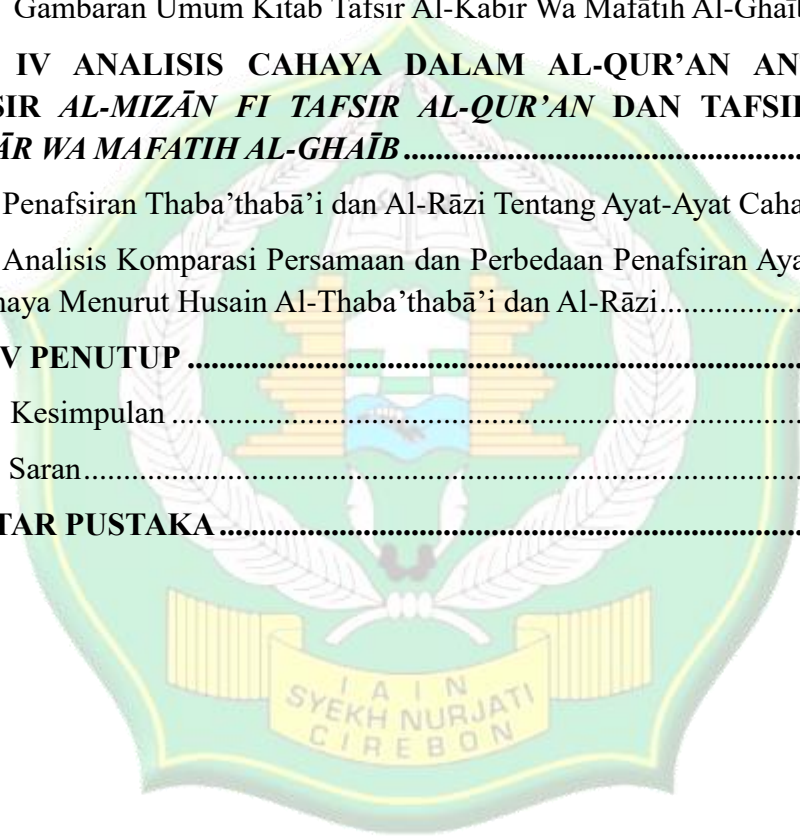 Gambaran Umum Kitab Tafsir Al-Kabir Wa Mafātih Al-Ghaīb
IV ANALISIS CAHAYA DALAM AL-QUR’AN AN
SIR AL-MIZĀN FI TAFSIR AL-QUR’AN DAN TAFSIR
ĀR WA MAFATIH AL-GHAĪB
Penafsiran Thaba’thabā’i dan Al-Rāzi Tentang Ayat-Ayat Caha
Analisis Komparasi Persamaan dan Perbedaan Penafsiran Aya
haya Menurut Husain Al-Thaba’thabā’i dan Al-Rāzi
V PENUTUP
Kesimpulan
Saran
TAR PUSTAKA
IAIN
SYEKH NURJATI
CIREBON